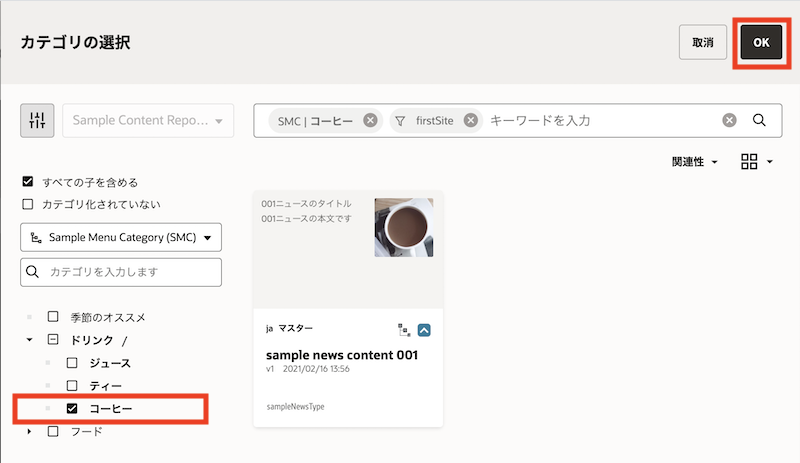 カテゴリの選択
取消
OK
Sample Content Repo...
SMC | コーヒー
firstSite
キーワードを入力
関連性
すべての子を含める
カテゴリ化されていない
Sample Menu Category (SMC)
カテゴリを入力します
季節のオススメ
ドリンク /
ジュース
ティー
コーヒー
フード
001ニュースのタイトル
001ニュースの本文です
ja マスター
sample news content 001
v1 2021/02/16 13:56
sampleNewsType